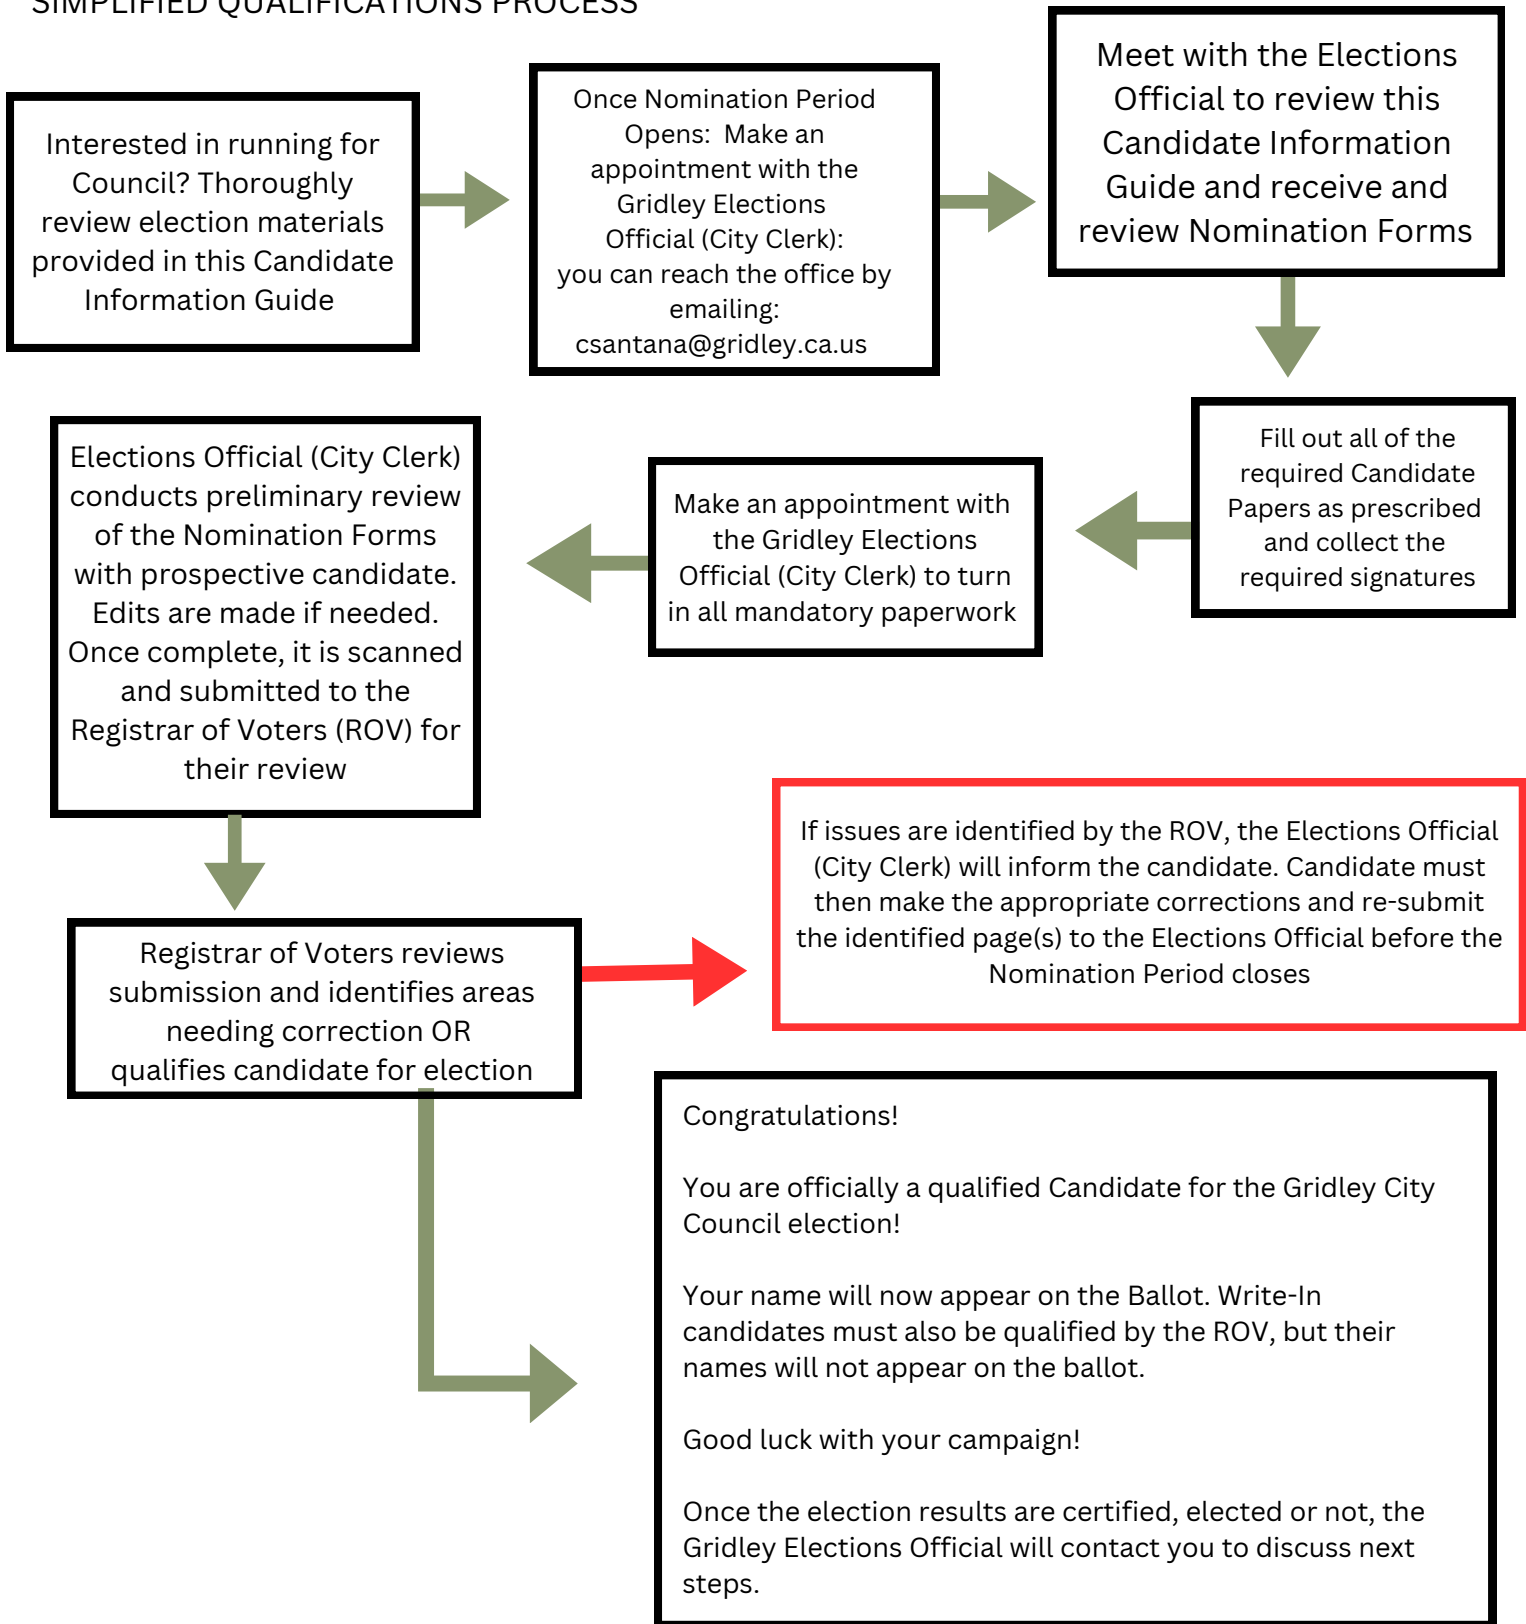 SIMPLIFIED QUALIFICATIONS PROCESS
Interested in running for
Council? Thoroughly
review election materials
provided in this Candidate
Information Guide
Once Nomination Period
Opens: Make an
appointment with the
Gridley Elections
Official (City Clerk):
you can reach the office by
emailing:
csantana@gridley.ca.us
Meet with the Elections
Official to review this
Candidate Information
Guide and receive and
review Nomination Forms
Fill out all of the
required Candidate
Papers as prescribed
and collect the
required signatures
Make an appointment with
the Gridley Elections
Official (City Clerk) to turn
in all mandatory paperwork
Elections Official (City Clerk)
conducts preliminary review
of the Nomination Forms
with prospective candidate.
Edits are made if needed.
Once complete, it is scanned
and submitted to the
Registrar of Voters (ROV) for
their review
Registrar of Voters reviews
submission and identifies areas
needing correction OR
qualifies candidate for election
If issues are identified by the ROV, the Elections Official
(City Clerk) will inform the candidate. Candidate must
then make the appropriate corrections and re-submit
the identified page(s) to the Elections Official before the
Nomination Period closes
Congratulations!
You are officially a qualified Candidate for the Gridley City
Council election!
Your name will now appear on the Ballot. Write-In
candidates must also be qualified by the ROV, but their
names will not appear on the ballot.
Good luck with your campaign!
Once the election results are certified, elected or not, the
Gridley Elections Official will contact you to discuss next
steps.